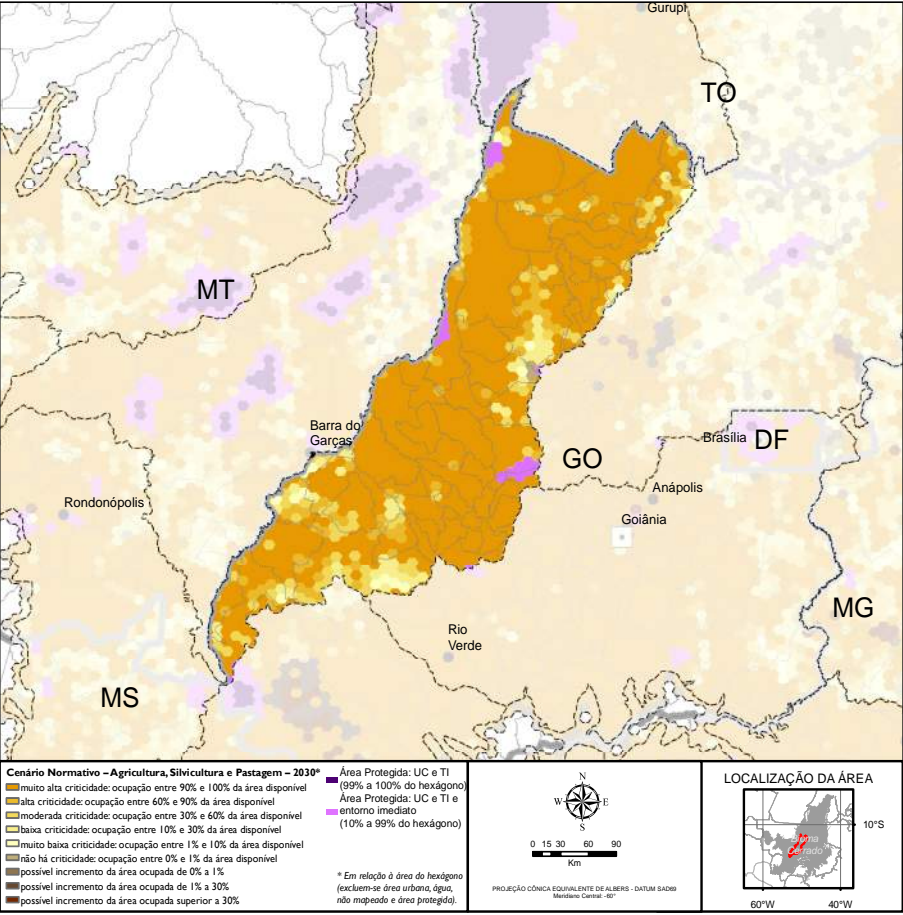 Gurupi
TO
MT
Barra do
Garças
Brasília
DF
GO
Rondonópolis
Anápolis
Goiânia
MG
Rio
Verde
MS
Cenário Normativo – Agricultura, Silvicultura e Pastagem – 2030*
muito alta criticidade: ocupação entre 90% e 100% da área disponível
alta criticidade: ocupação entre 60% e 90% da área disponível
moderada criticidade: ocupação entre 30% e 60% da área disponível
baixa criticidade: ocupação entre 10% e 30% da área disponível
muito baixa criticidade: ocupação entre 1% e 10% da área disponível
não há criticidade: ocupação entre 0% e 1% da área disponível
possível incremento da área ocupada de 0% a 1%
possível incremento da área ocupada de 1% a 30%
possível incremento da área ocupada superior a 30%
Área Protegida: UC e TI
(99% a 100% do hexágono)
Área Protegida: UC e TI e
entorno imediato
(10% a 99% do hexágono)
* Em relação à área do hexágono
(excluem-se área urbana, água,
não mapeado e área protegida).
N
W E
S
0 15 30 60 90
Km
PROJEÇÃO CÔNICA EQUIVALENTE DE ALBERS - DATUM SAD69
Meridiano Central: -60°
LOCALIZAÇÃO DA ÁREA
10°S
Bioma
Cerrado
60°W 40°W